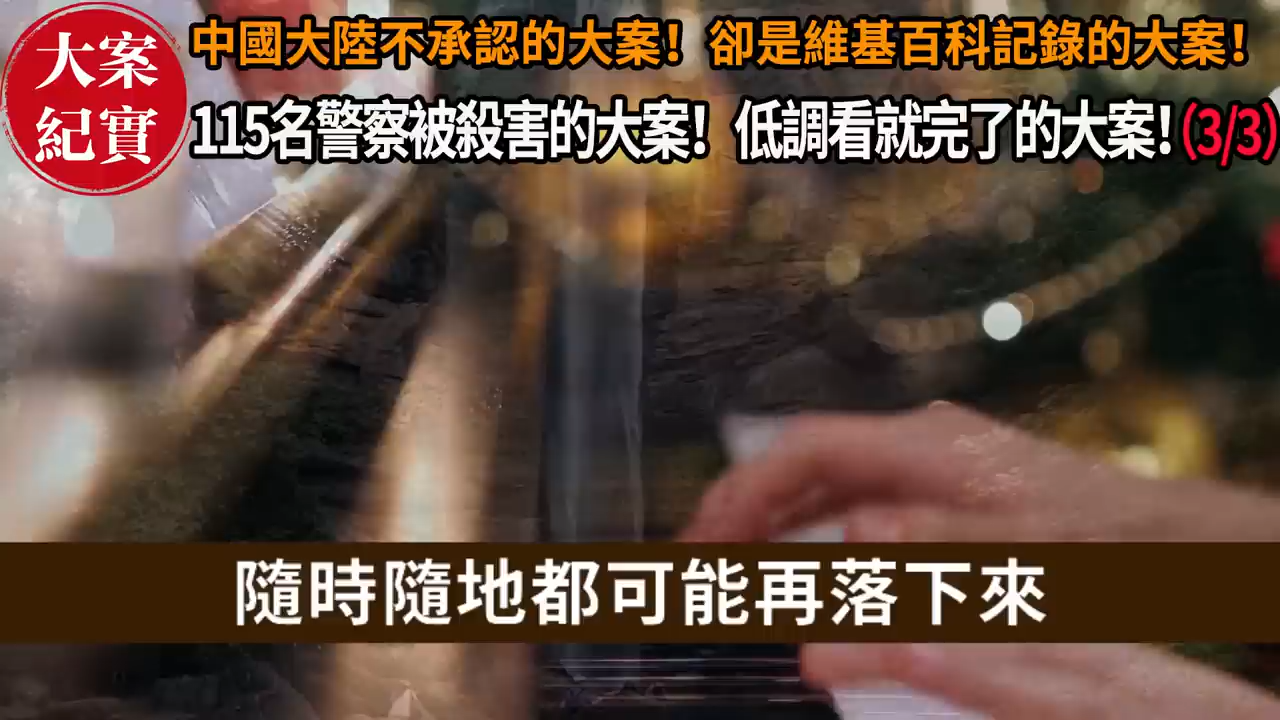 大案
紀實
中國大陸不承認的大案！卻是維基百科記錄的大案！
115名警察被殺害的大案！低調看就完了的大案！(3/3)
隨時隨地都可能再落下來